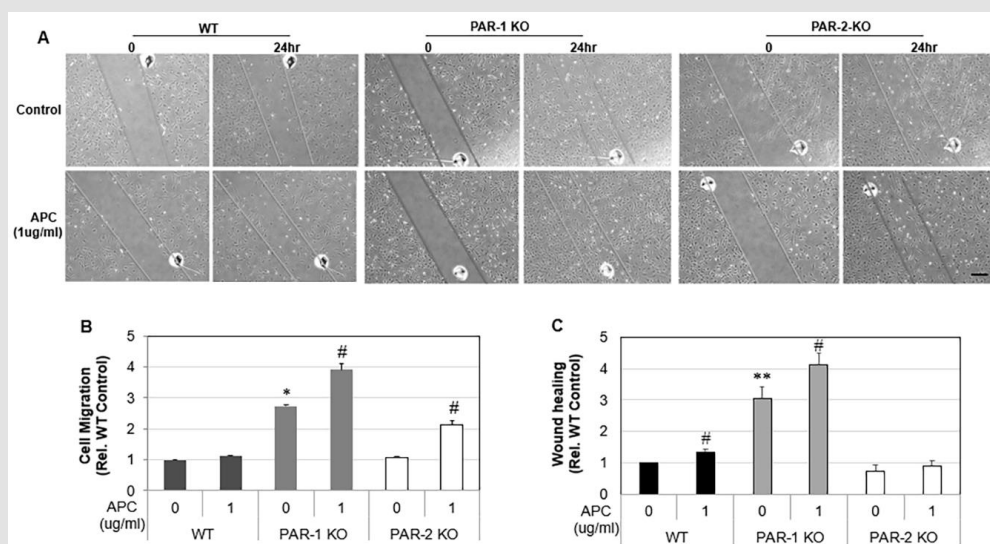 A
WT
PAR-1 KO
PAR-2-KO
0
24hr
0
24hr
0
24hr
Control
APC
(1ug/ml)
B
Cell Migration
(Rel. WT Control)
5
4
3
2
1
0
*
#
#
APC
(ug/ml)
0 1 0 1 0 1
WT PAR-1 KO PAR-2 KO
C
Wound healing
(Rel. WT Control)
5
4
3
2
1
0
#
**
#
APC
(ug/ml)
0 1 0 1 0 1
WT PAR-1 KO PAR-2 KO